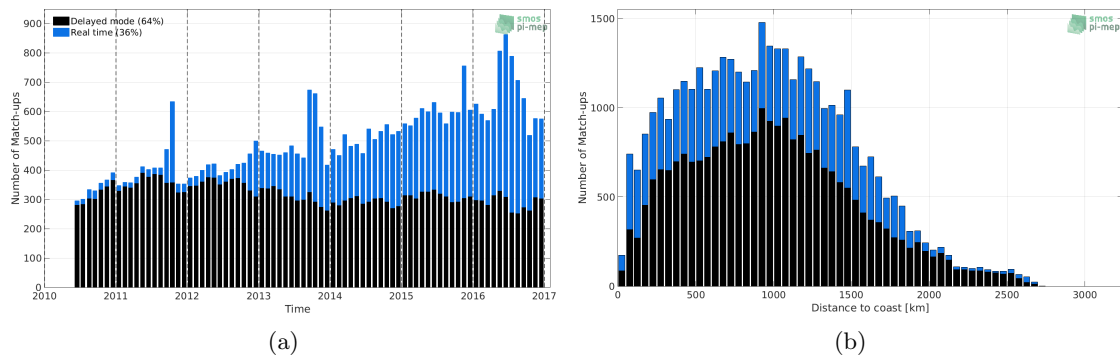 Delayed mode (64%)
Real time (36%)
smos
pi-mep
Number of Match-ups
900
800
700
600
500
400
300
200
100
0
2010 2011 2012 2013 2014 2015 2016 2017
Time
(a)
smos
pi-mep
Number of Match-ups
1500
1000
500
0
0 500 1000 1500 2000 2500 3000
Distance to coast [km]
(b)